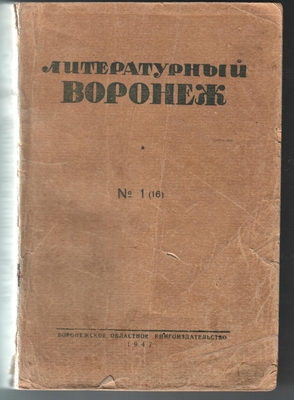 ЛИТЕРАТУРНЫЙ
ВОРОНЕЖ
№ 1 (16)
ВОРОНЕЖСКОЕ ОБЛАСТНОЕ КНИГОИЗДАТЕЛЬСТВО